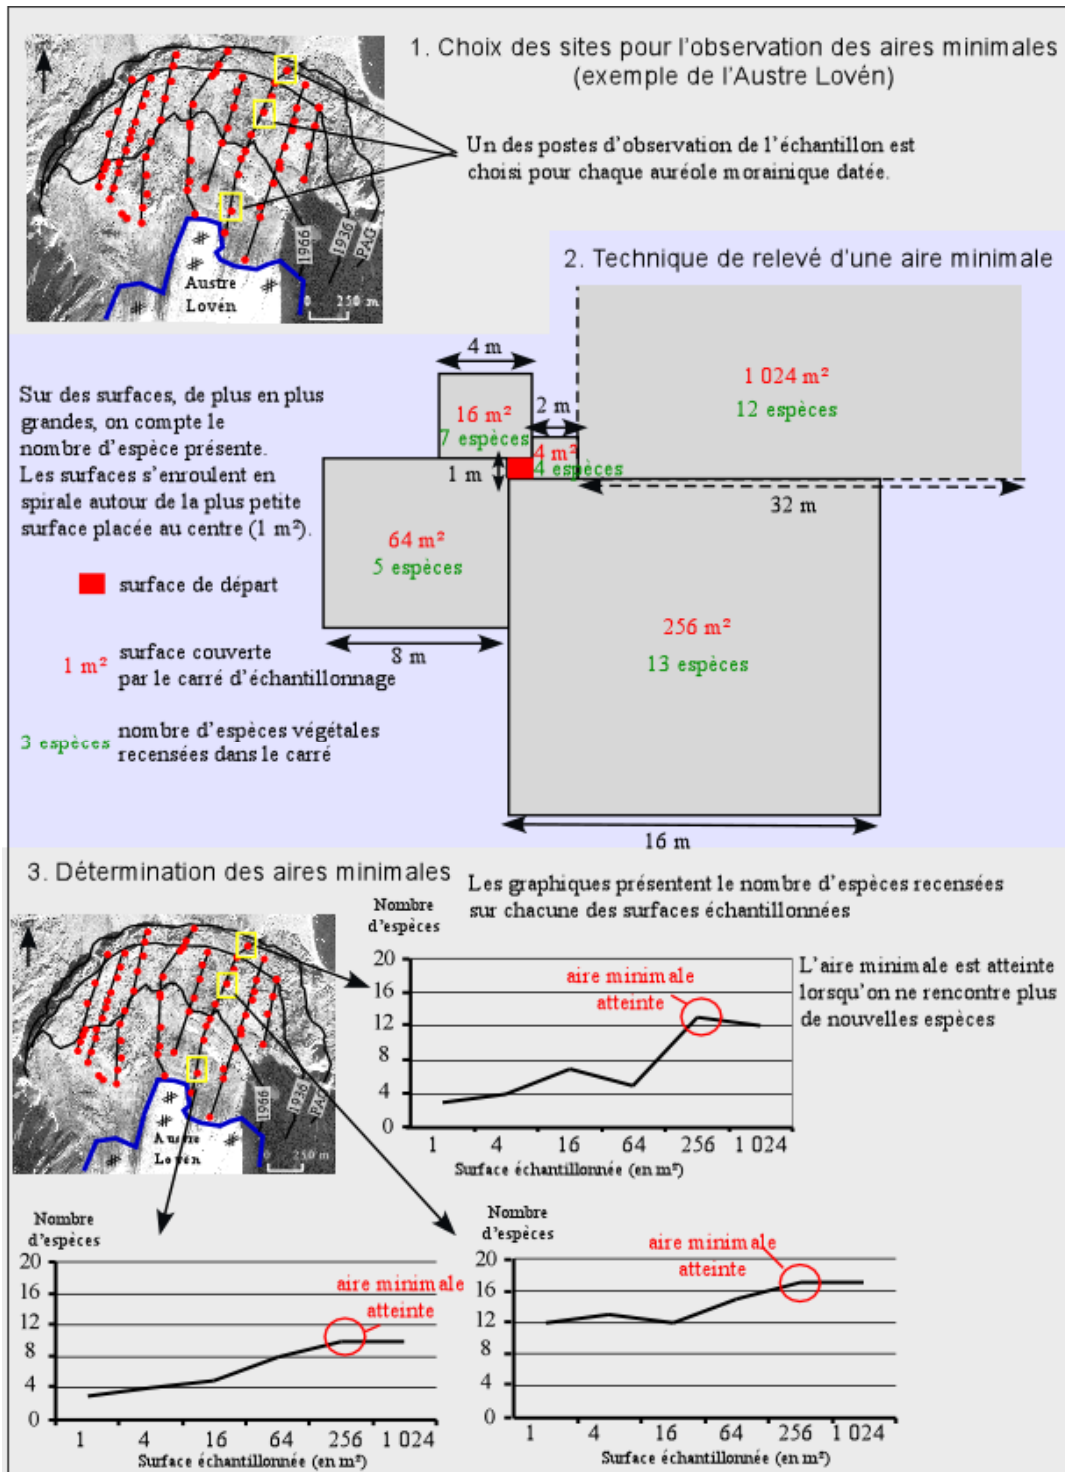 1. Choix des sites pour l'observation des aires minimales
(exemple de l'Austre Lovén)
Un des postes d'observation de l'échantillon est
choisi pour chaque auréole morainique datée.
1966
1936
PAG
Austre
Lovén
0 250 m
2. Technique de relevé d'une aire minimale
Sur des surfaces, de plus en plus
grandes, on compte le
nombre d'espèce présente.
Les surfaces s'enroulent en
spirale autour de la plus petite
surface placée au centre (1 m²).
surface de départ
1 m² surface couverte
par le carré d'échantillonnage
3 espèces nombre d'espèces végétales
recensées dans le carré
4 m
16 m²
7 espèces
2 m
4 m²
4 espèces
1 m
1 024 m²
12 espèces
32 m
64 m²
5 espèces
8 m
256 m²
13 espèces
16 m
3. Détermination des aires minimales
Les graphiques présentent le nombre d'espèces recensées
sur chacune des surfaces échantillonnées
1966
1936
PAG
Austre
Lovén
0 250 m
Nombre
d'espèces
20
16
12
8
4
0
aire minimale
atteinte
1 4 16 64 256 1 024
Surface échantillonnée (en m²)
L'aire minimale est atteinte
lorsqu'on ne rencontre plus
de nouvelles espèces
Nombre
d'espèces
20
16
12
8
4
0
aire minimale
atteinte
1 4 16 64 256 1 024
Surface échantillonnée (en m²)
Nombre
d'espèces
20
16
12
8
4
0
aire minimale
atteinte
1 4 16 64 256 1 024
Surface échantillonnée (en m²)